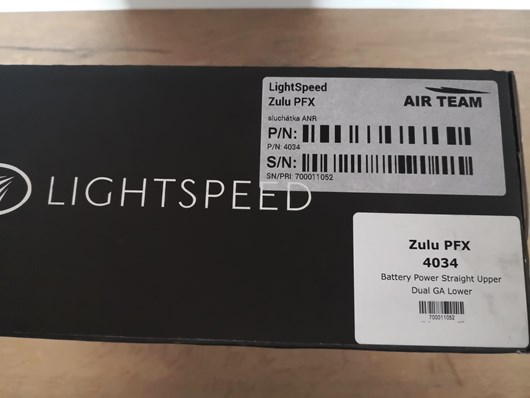 LightSpeed
Zulu PFX
AIR TEAM
sluchátka ANR
P/N:
P/N: 4034
S/N:
SN/PRI: 700011052
LIGHTSPEED
Zulu PFX
4034
Battery Power Straight Upper
Dual GA Lower
700011052